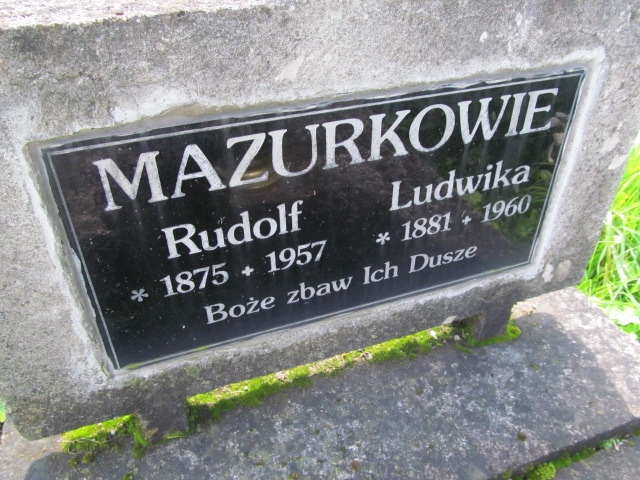 MAZURKOWIE
Rudolf Ludwika
* 1875 + 1957 * 1881 + 1960
Boże zbaw Ich Dusze